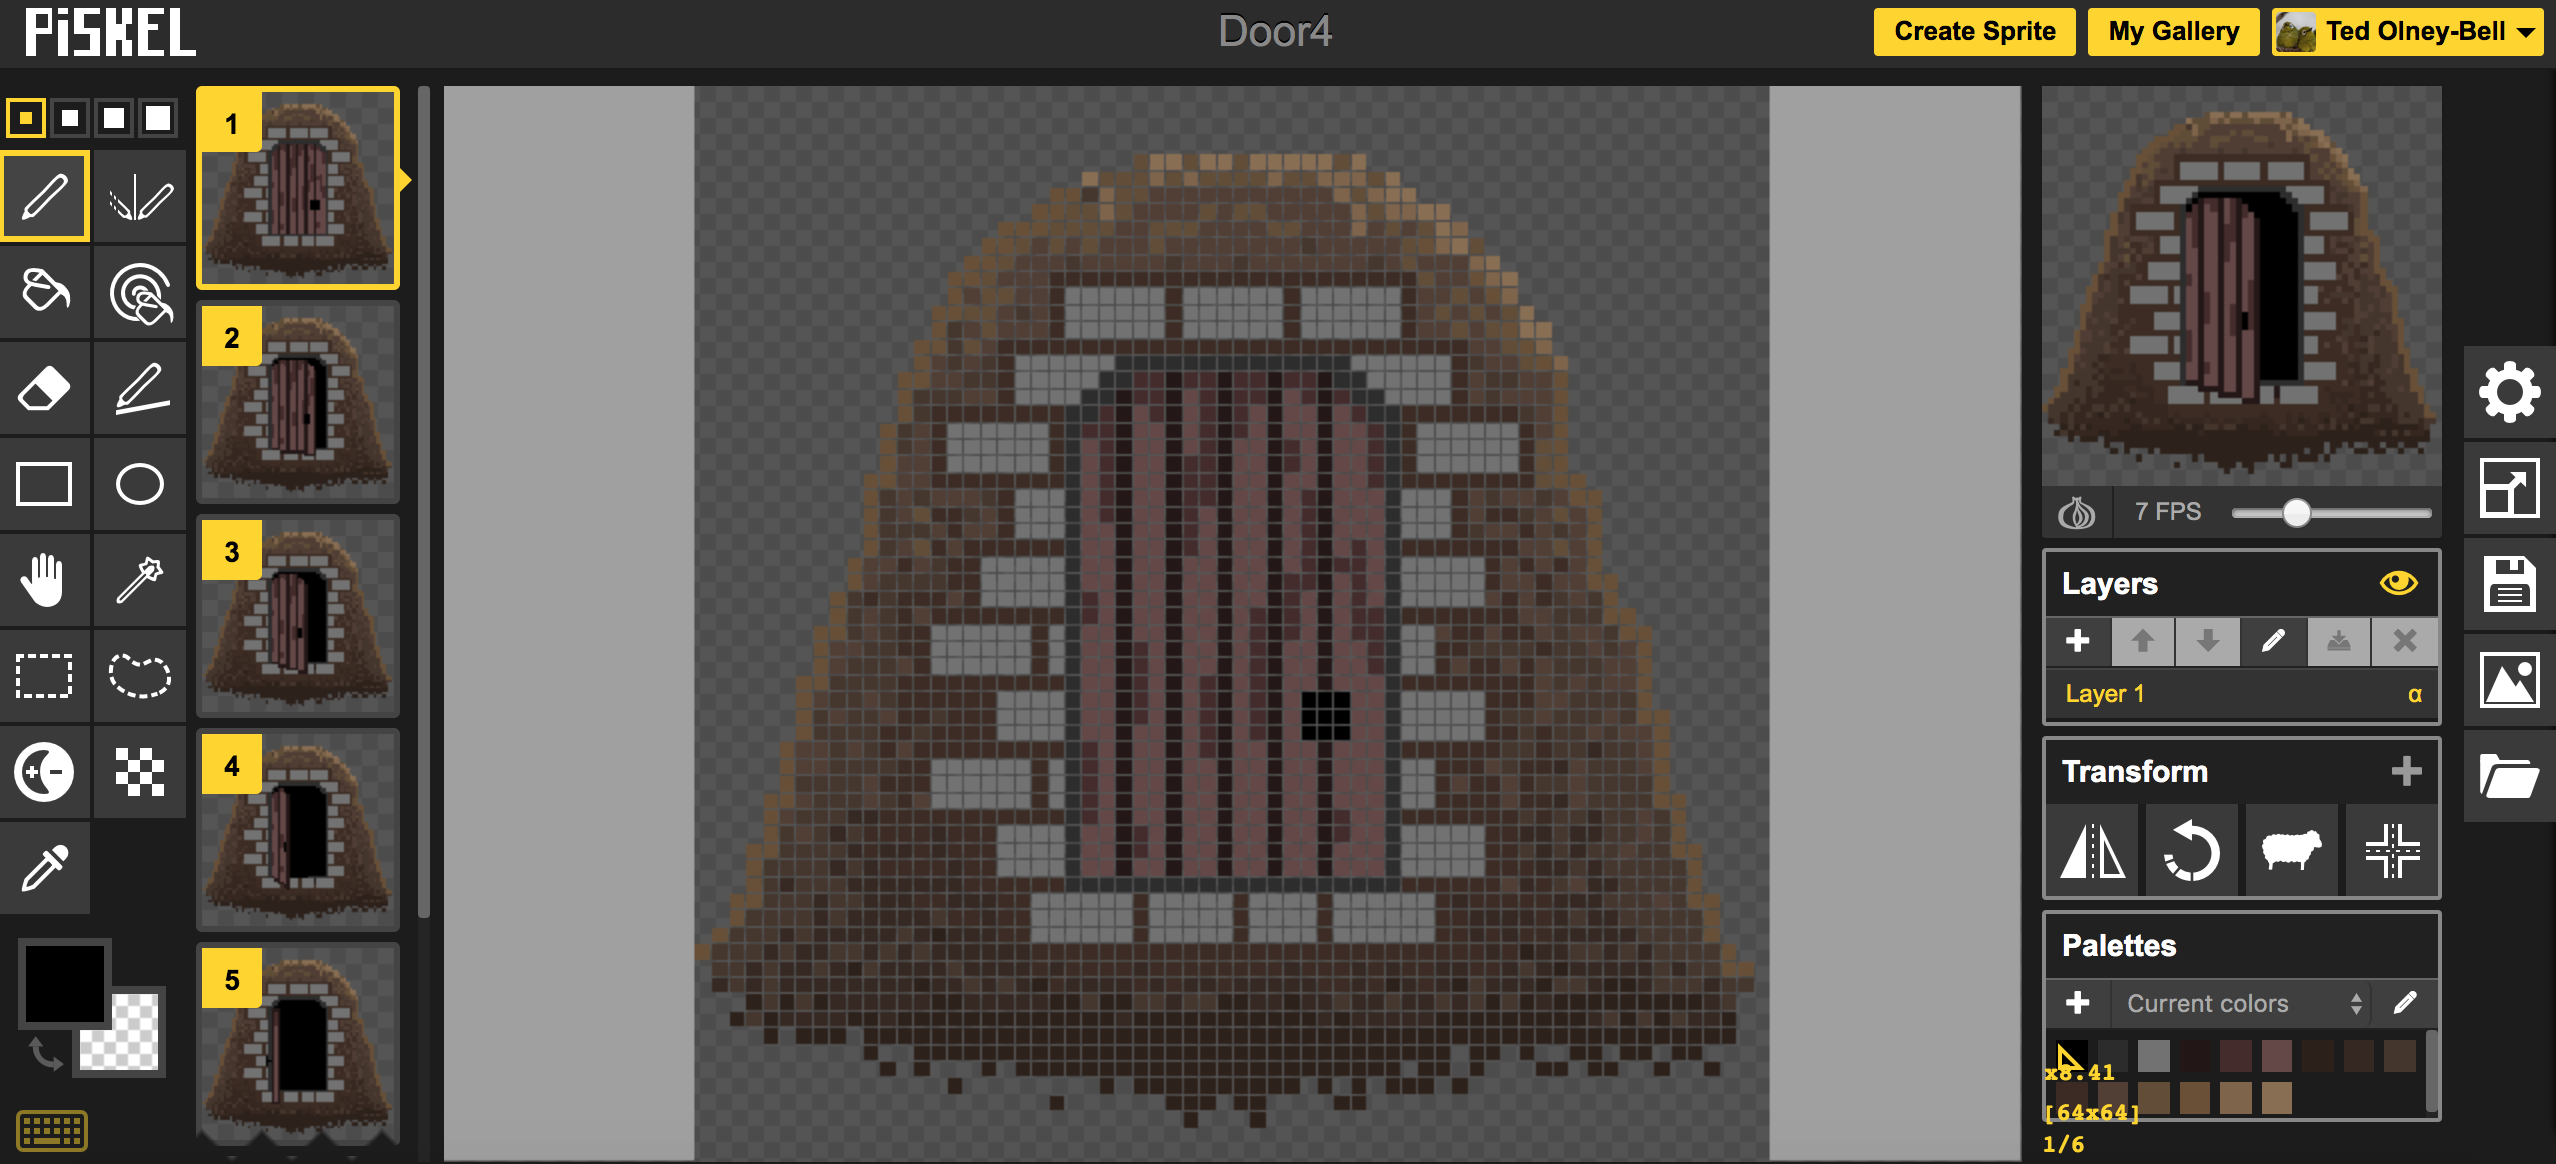 PiSKEL
Door4
Create Sprite
My Gallery
Ted Olney-Bell
1
2
3
4
5
7 FPS
Layers
Layer 1
α
Transform
Palettes
Current colors
x8.41
[64x64]
1/6